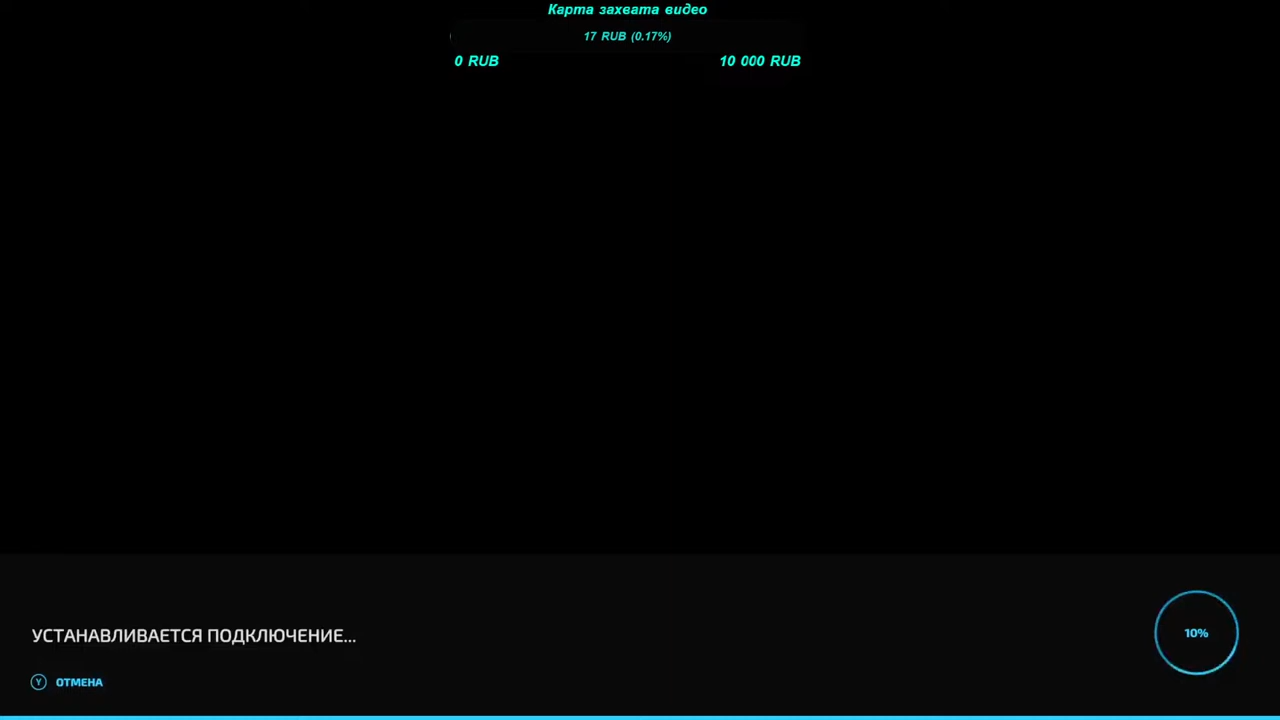 Карта захвата видео
17 RUB (0.17%)
0 RUB 10 000 RUB
УСТАНАВЛИВАЕТСЯ ПОДКЛЮЧЕНИЕ...
10%
Y ОТМЕНА